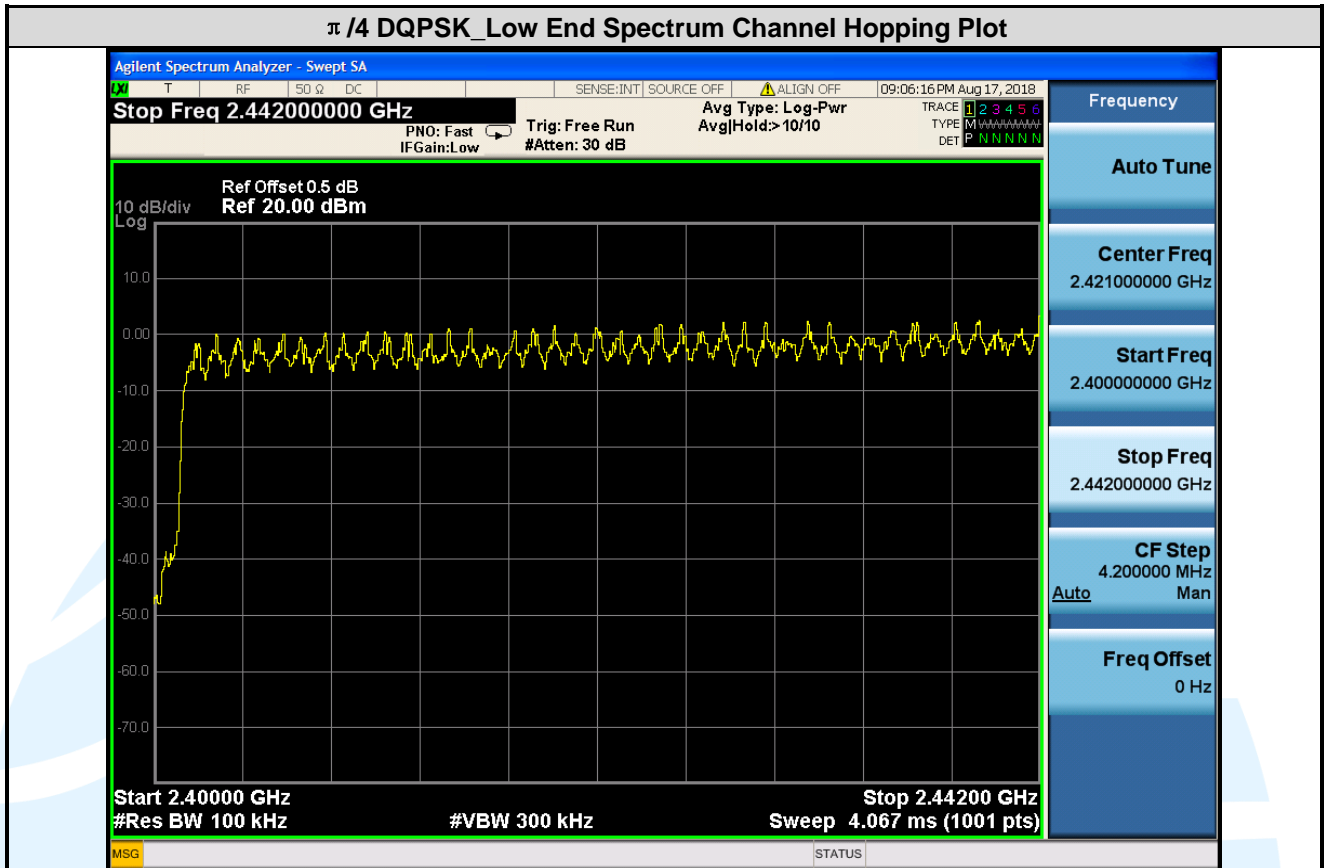 π /4 DQPSK_Low End Spectrum Channel Hopping Plot
Agilent Spectrum Analyzer - Swept SA
LXI T RF 50 Ω DC SENSE:INT SOURCE OFF ALIGN OFF 09:06:16 PM Aug 17, 2018
Stop Freq 2.442000000 GHz
PNO: Fast
IFGain:Low
Trig: Free Run
#Atten: 30 dB
Avg Type: Log-Pwr
Avg|Hold:>10/10
TRACE 1 2 3 4 5 6
TYPE M
DET P N N N N N
Ref Offset 0.5 dB
10 dB/div Ref 20.00 dBm
Log
10.0
0.00
-10.0
-20.0
-30.0
-40.0
-50.0
-60.0
-70.0
Start 2.40000 GHz Stop 2.44200 GHz
#Res BW 100 kHz #VBW 300 kHz Sweep 4.067 ms (1001 pts)
MSG STATUS
Frequency
Auto Tune
Center Freq
2.421000000 GHz
Start Freq
2.400000000 GHz
Stop Freq
2.442000000 GHz
CF Step
4.200000 MHz
Auto Man
Freq Offset
0 Hz